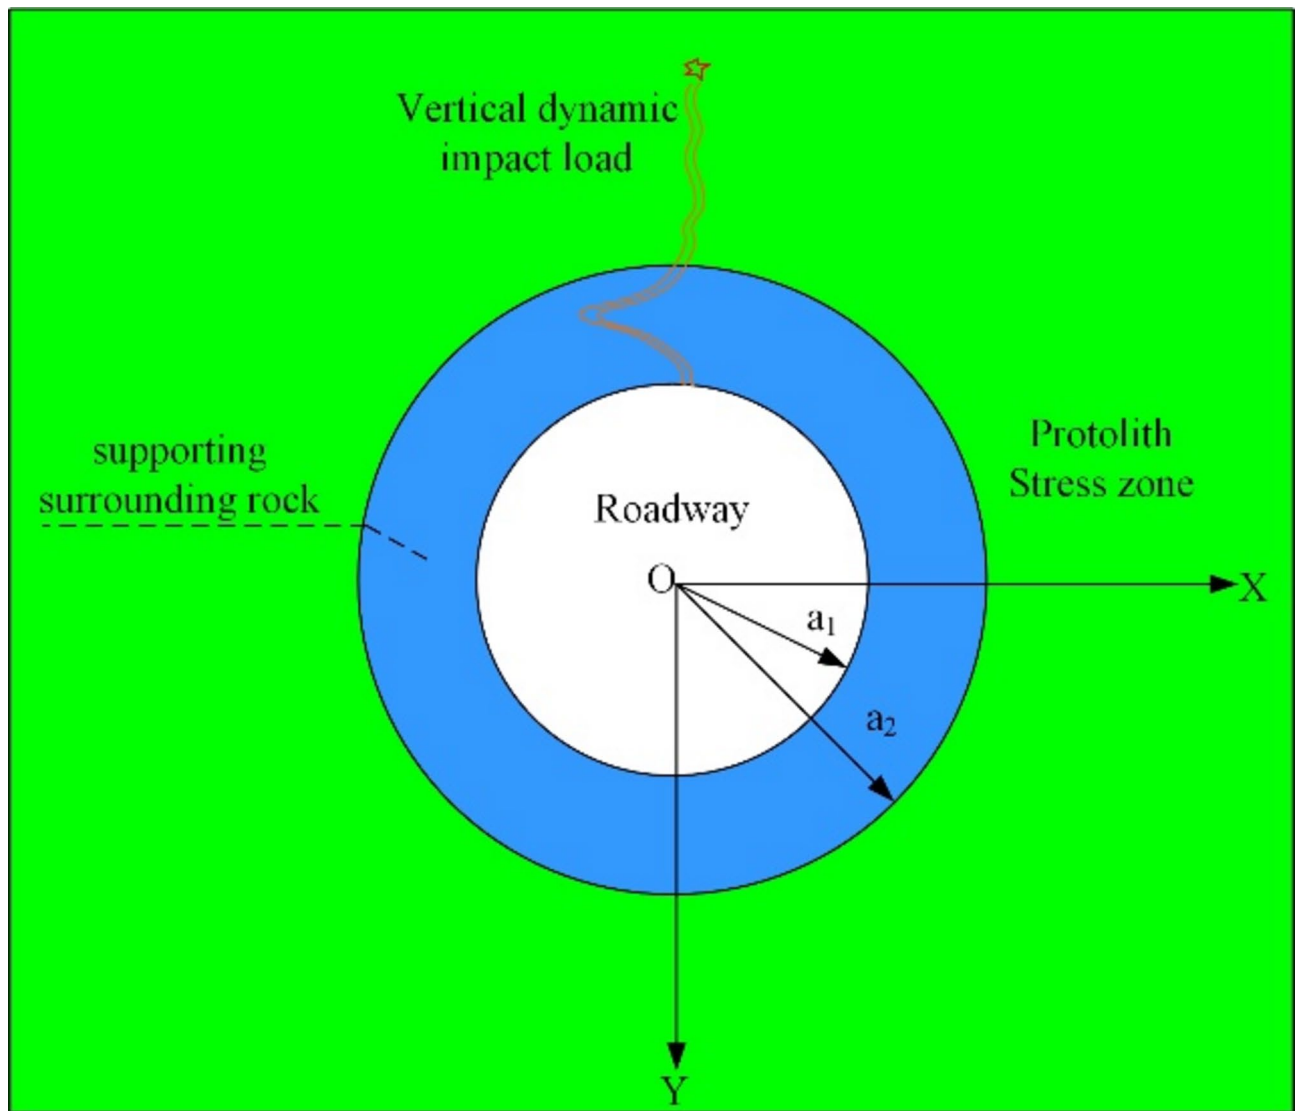 Vertical dynamic
impact load
supporting
surrounding rock
Protolith
Stress zone
Roadway
O
X
a₁
a₂
Y